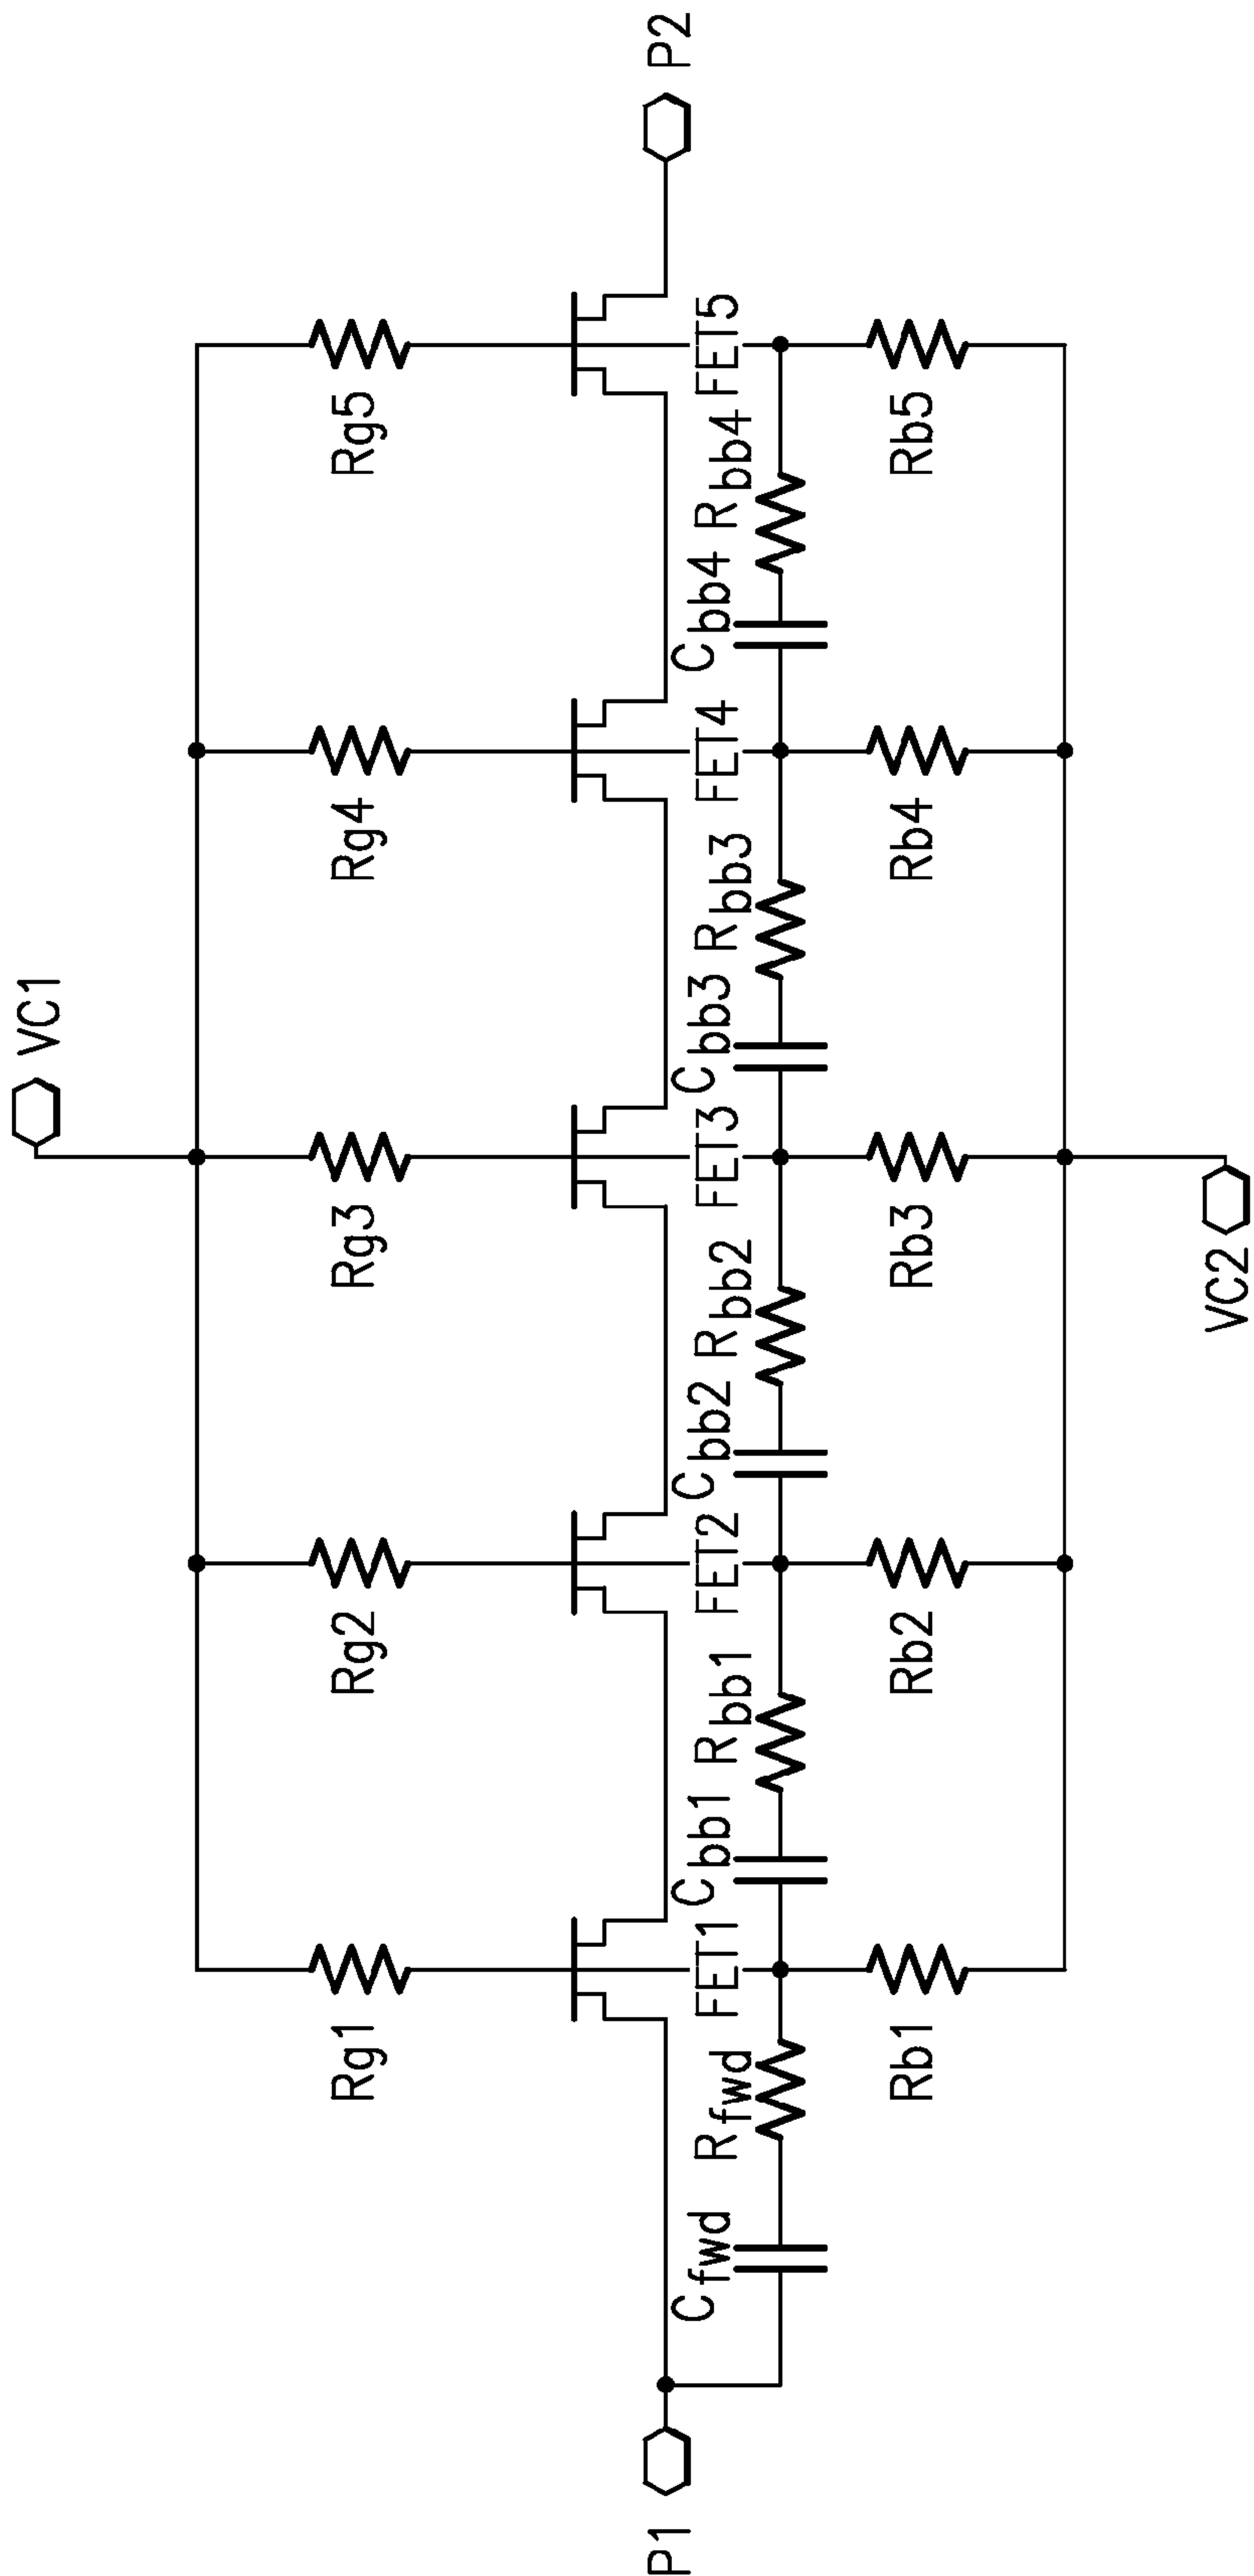 VC1
Rg1
Rg2
Rg3
Rg4
Rg5
P1
P2
FET1
FET2
FET3
FET4
FET5
Cfwd
Rfwd
Cbb1
Rbb1
Cbb2
Rbb2
Cbb3
Rbb3
Cbb4
Rbb4
Rb1
Rb2
Rb3
Rb4
Rb5
VC2